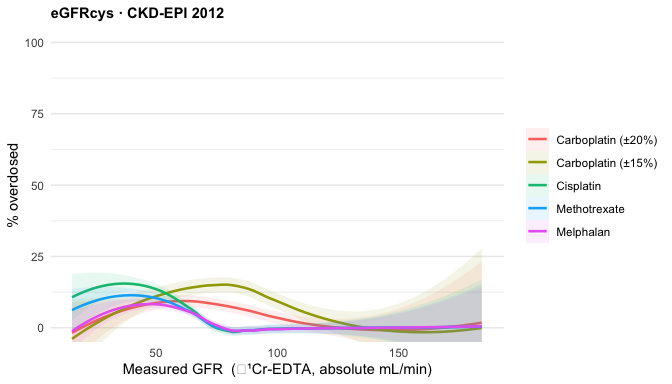 eGFRcys · CKD-EPI 2012
100
75
50
25
0
% overdosed
50
100
150
Measured GFR (□¹Cr-EDTA, absolute mL/min)
Carboplatin (±20%)
Carboplatin (±15%)
Cisplatin
Methotrexate
Melphalan